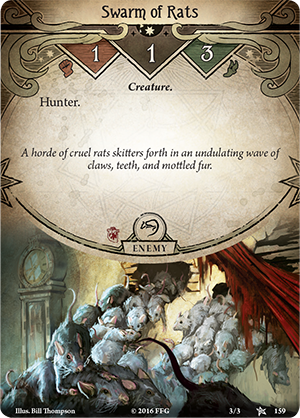 Swarm of Rats
1 1 3
Creature.
Hunter.
A horde of cruel rats skitters forth in an undulating wave of
claws, teeth, and mottled fur.
ENEMY
Illus. Bill Thompson © 2016 FFG 3/3 159